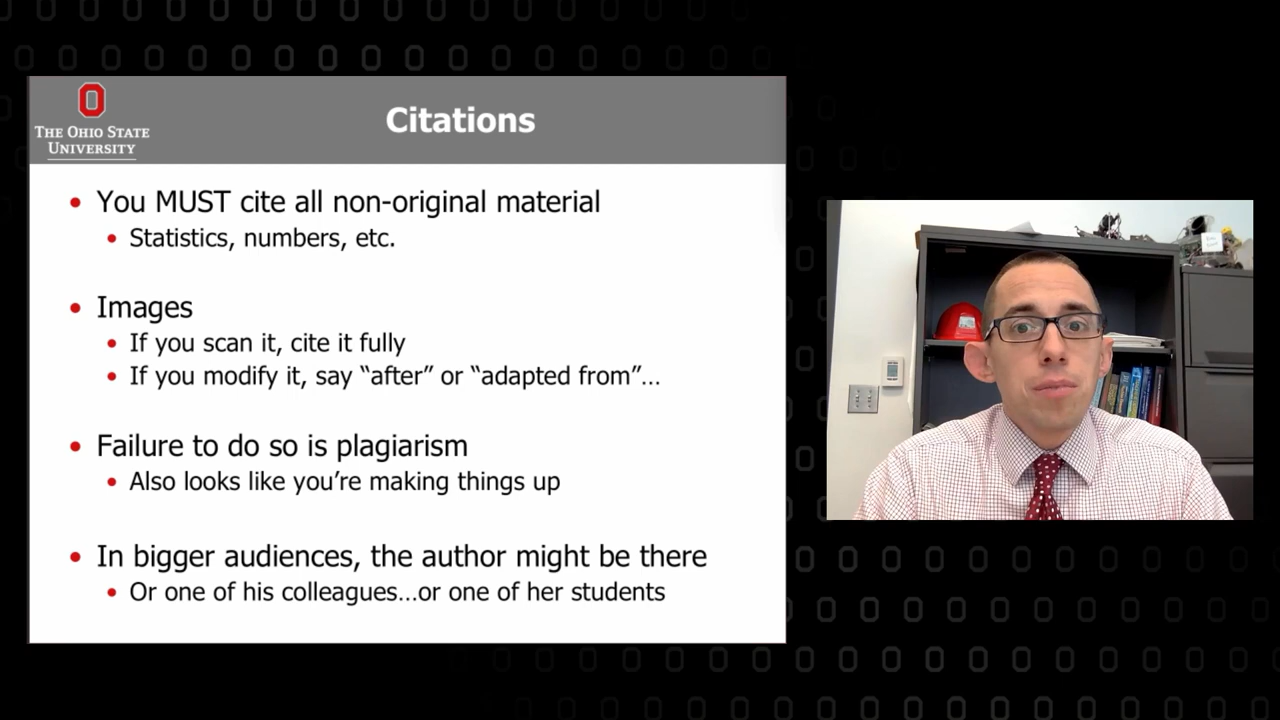 THE OHIO STATE
UNIVERSITY
Citations
• You MUST cite all non-original material
• Statistics, numbers, etc.
• Images
• If you scan it, cite it fully
• If you modify it, say “after” or “adapted from”…
• Failure to do so is plagiarism
• Also looks like you’re making things up
• In bigger audiences, the author might be there
• Or one of his colleagues…or one of her students